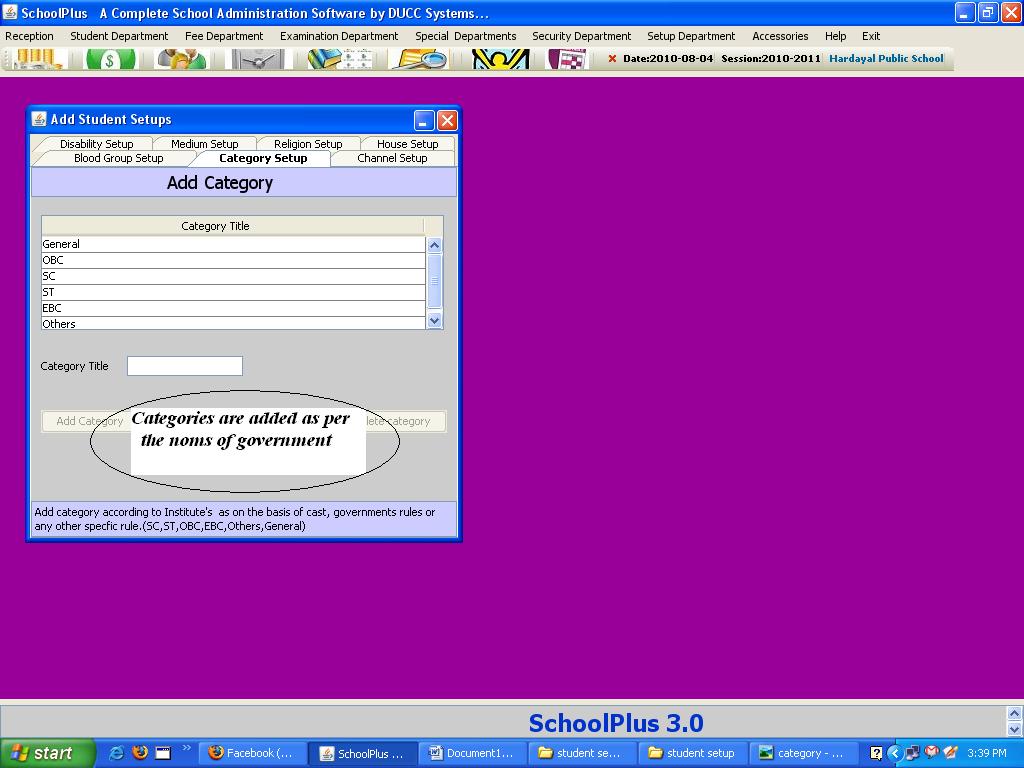 SchoolPlus A Complete School Administration Software by DUCC Systems...
Reception Student Department Fee Department Examination Department Special Departments Security Department Setup Department Accessories Help Exit
Date:2010-08-04 Session:2010-2011 Hardayal Public School
Add Student Setups
Disability Setup Medium Setup Religion Setup House Setup
Blood Group Setup Category Setup Channel Setup
Add Category
Category Title
General
OBC
SC
ST
EBC
Others
Category Title
Add Category
Categories are added as per
the noms of government
category
Add category according to Institute's as on the basis of cast, governments rules or
any other specfic rule.(SC,ST,OBC,EBC,Others,General)
SchoolPlus 3.0
start Facebook (... SchoolPlus ... Document1... student se... student setup category - ... 3:39 PM